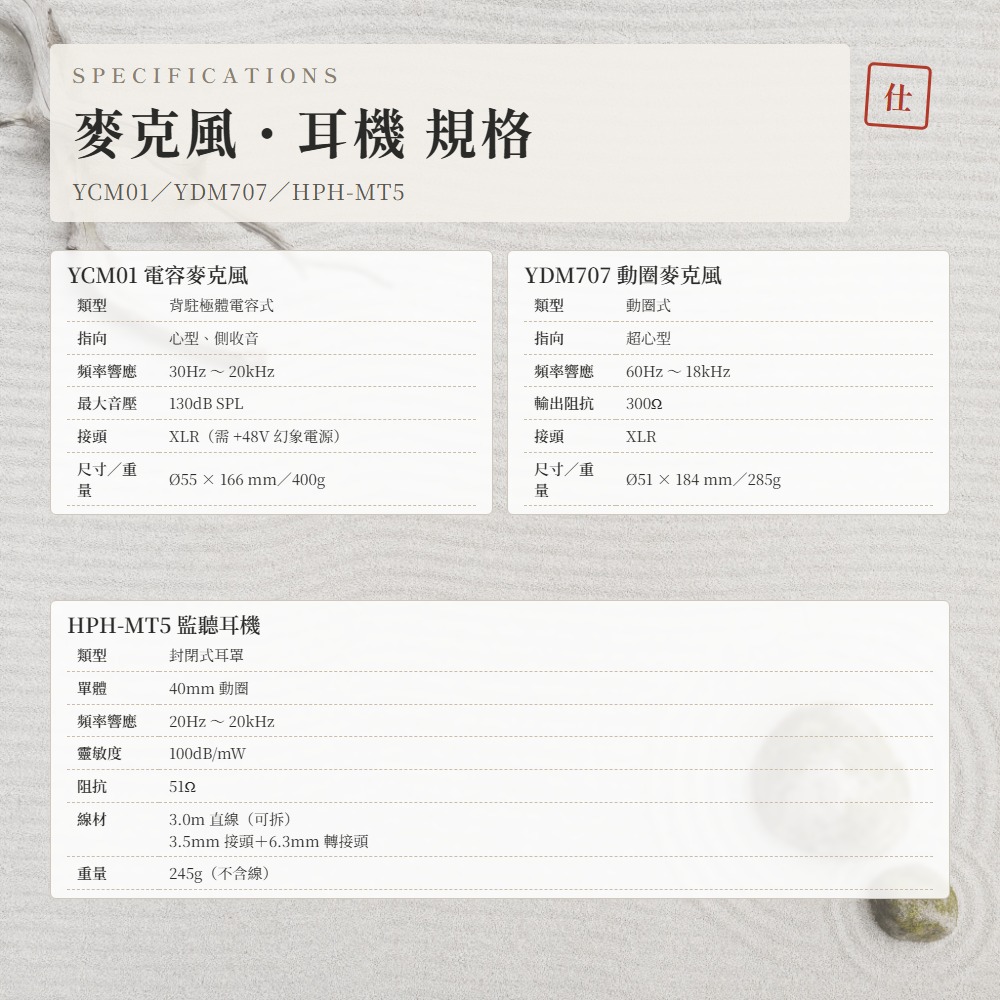 SPECIFICATIONS
麥克風・耳機 規格
YCM01／YDM707／HPH-MT5
仕
YCM01 電容麥克風
類型 背駐極體電容式
指向 心型、側收音
頻率響應 30Hz ～ 20kHz
最大音壓 130dB SPL
接頭 XLR（需 +48V 幻象電源）
尺寸／重
量 Ø55 × 166 mm／400g
YDM707 動圈麥克風
類型 動圈式
指向 超心型
頻率響應 60Hz ～ 18kHz
輸出阻抗 300Ω
接頭 XLR
尺寸／重
量 Ø51 × 184 mm／285g
HPH-MT5 監聽耳機
類型 封閉式耳罩
單體 40mm 動圈
頻率響應 20Hz ～ 20kHz
靈敏度 100dB/mW
阻抗 51Ω
線材 3.0m 直線（可拆）
3.5mm 接頭＋6.3mm 轉接頭
重量 245g（不含線）